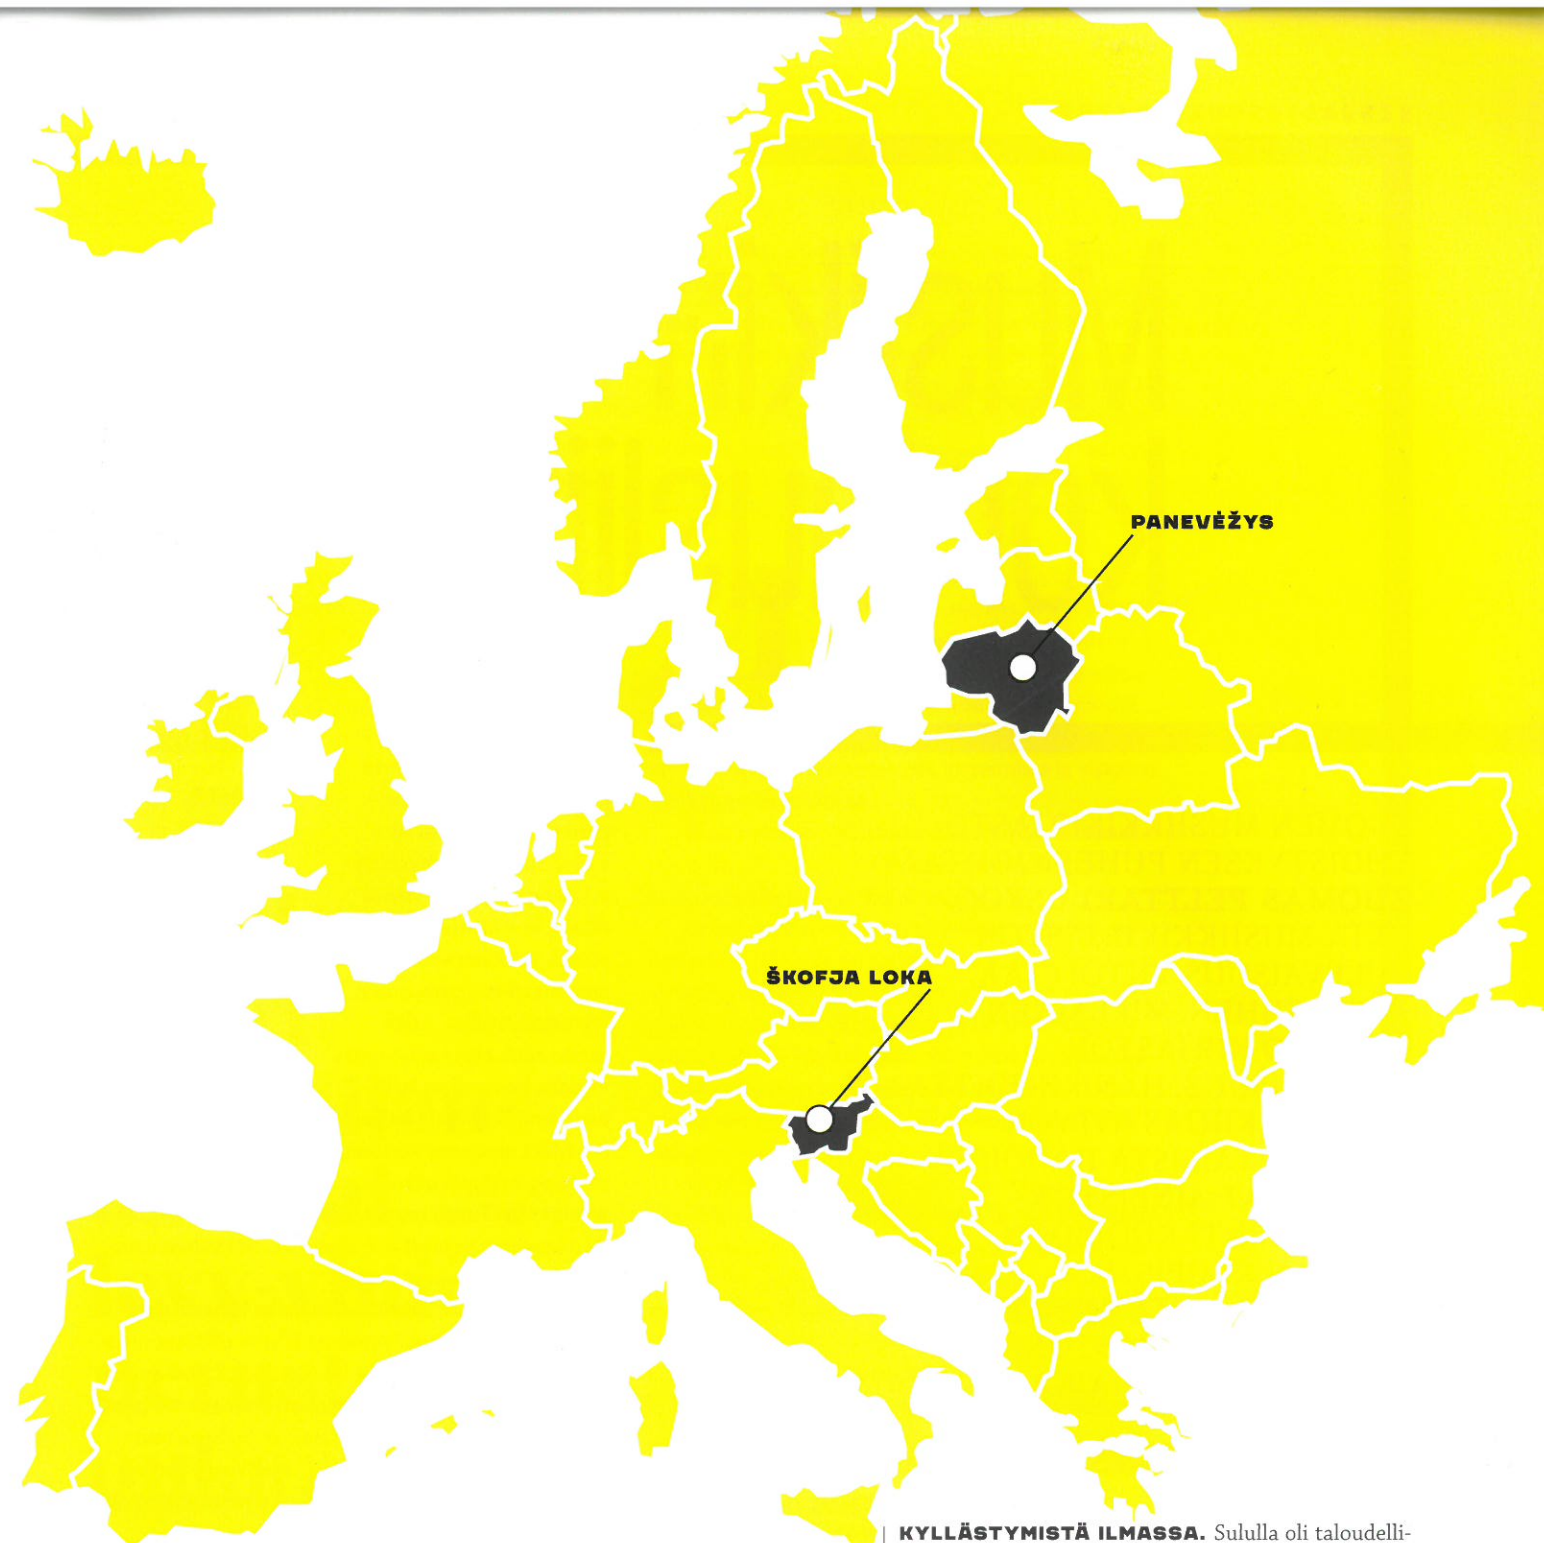 PANEVĖŽYS
ŠKOFJA LOKA
KYLLÄSTYMISTÄ ILMASSA. Sululla oli taloudelli-